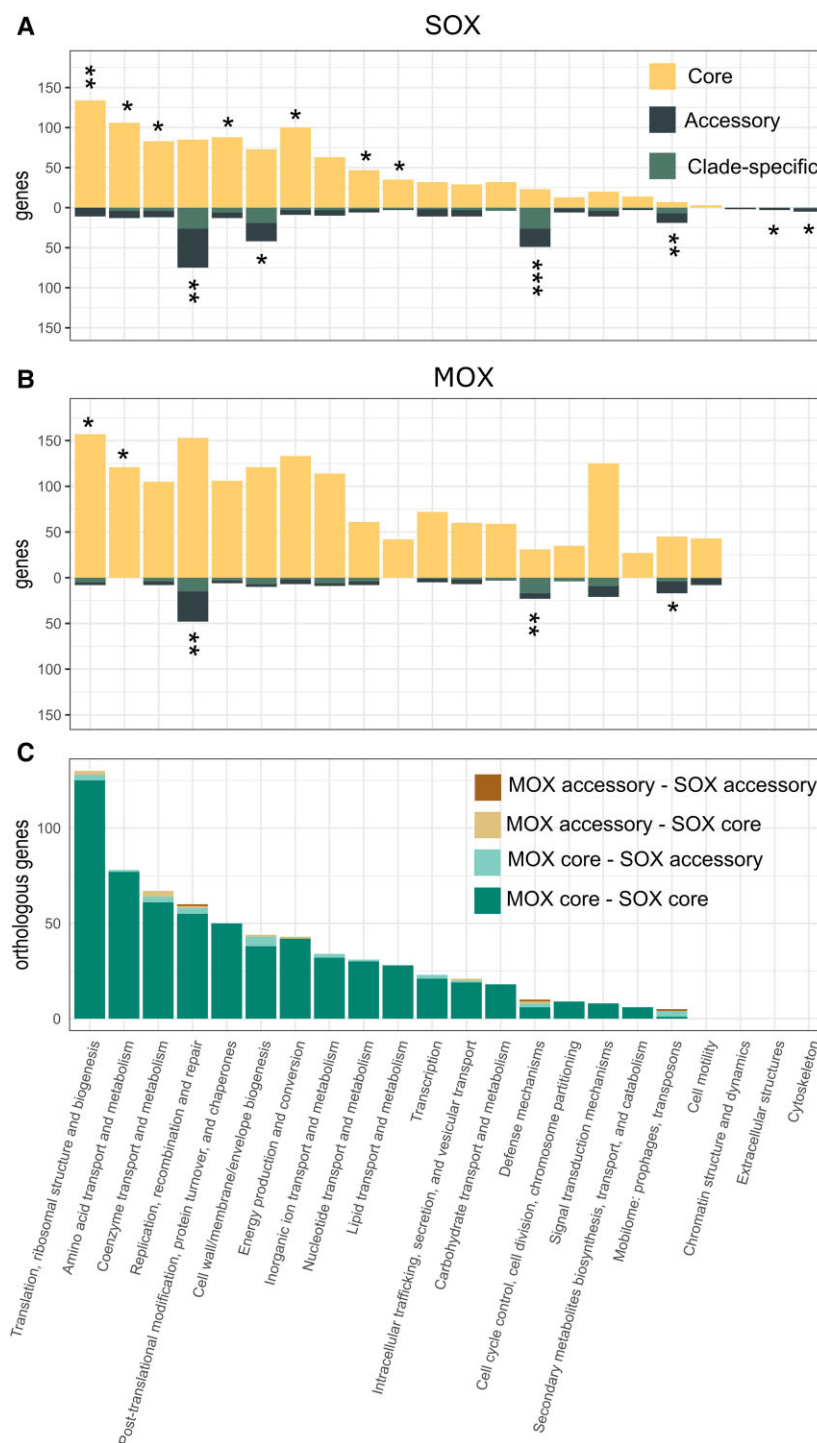 A
SOX
**
*
*
*
*
*
*
Core
Accessory
Clade-specific
genes
150
100
50
0
50
100
150
**
*
***
**
*
*
B
MOX
*
*
genes
150
100
50
0
50
100
150
**
**
*
C
MOX accessory - SOX accessory
MOX accessory - SOX core
MOX core - SOX accessory
MOX core - SOX core
orthologous genes
100
50
0
Translation, ribosomal structure and biogenesis
Amino acid transport and metabolism
Coenzyme transport and metabolism
Replication, recombination and repair
Post-translational modification, protein turnover, and chaperones
Cell wall/membrane/envelope biogenesis
Energy production and conversion
Inorganic ion transport and metabolism
Nucleotide transport and metabolism
Lipid transport and metabolism
Transcription
Intracellular trafficking, secretion, and vesicular transport
Carbohydrate transport and metabolism
Defense mechanisms
Cell cycle control, cell division, chromosome partitioning
Signal transduction mechanisms
Secondary metabolites biosynthesis, transport, and catabolism
Mobilome: prophages, transposons
Cell motility
Chromatin structure and dynamics
Extracellular structures
Cytoskeleton